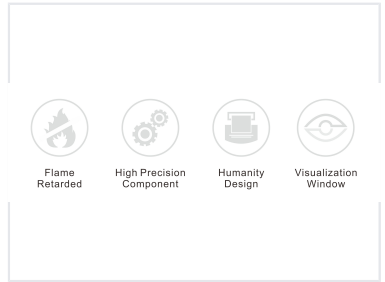 Flame
Retarded
High Precision
Component
Humanity
Design
Visualization
Window